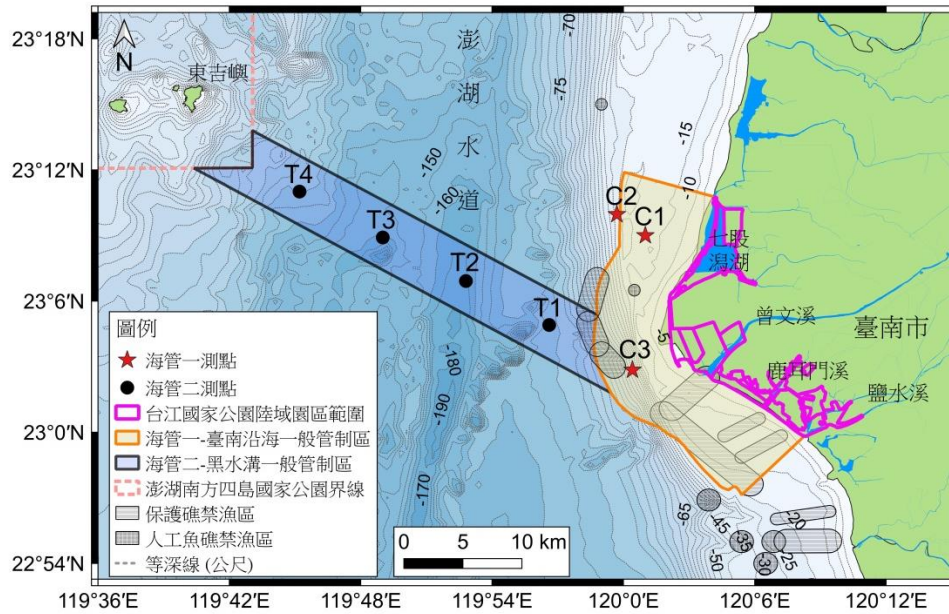 23°18'N
23°12'N
23°6'N
23°0'N
22°54'N
119°36'E
119°42'E
119°48'E
119°54'E
120°0'E
120°6'E
120°12'E
N
東吉嶼
澎湖水道
-70
-75
-15
-10
-150
-160
T4
T3
T2
T1
C2
C1
C3
七股
潟湖
曾文溪
臺南市
鹿耳門溪
鹽水溪
-5
-180
-190
-170
-65
-45
-35
-50
-30
-25
-20
圖例
海管一測點
海管二測點
台江國家公園陸域園區範圍
海管一-臺南沿海一般管制區
海管二-黑水溝一般管制區
澎湖南方四島國家公園界線
保護礁禁漁區
人工魚礁禁漁區
等深線 (公尺)
0 5 10 km